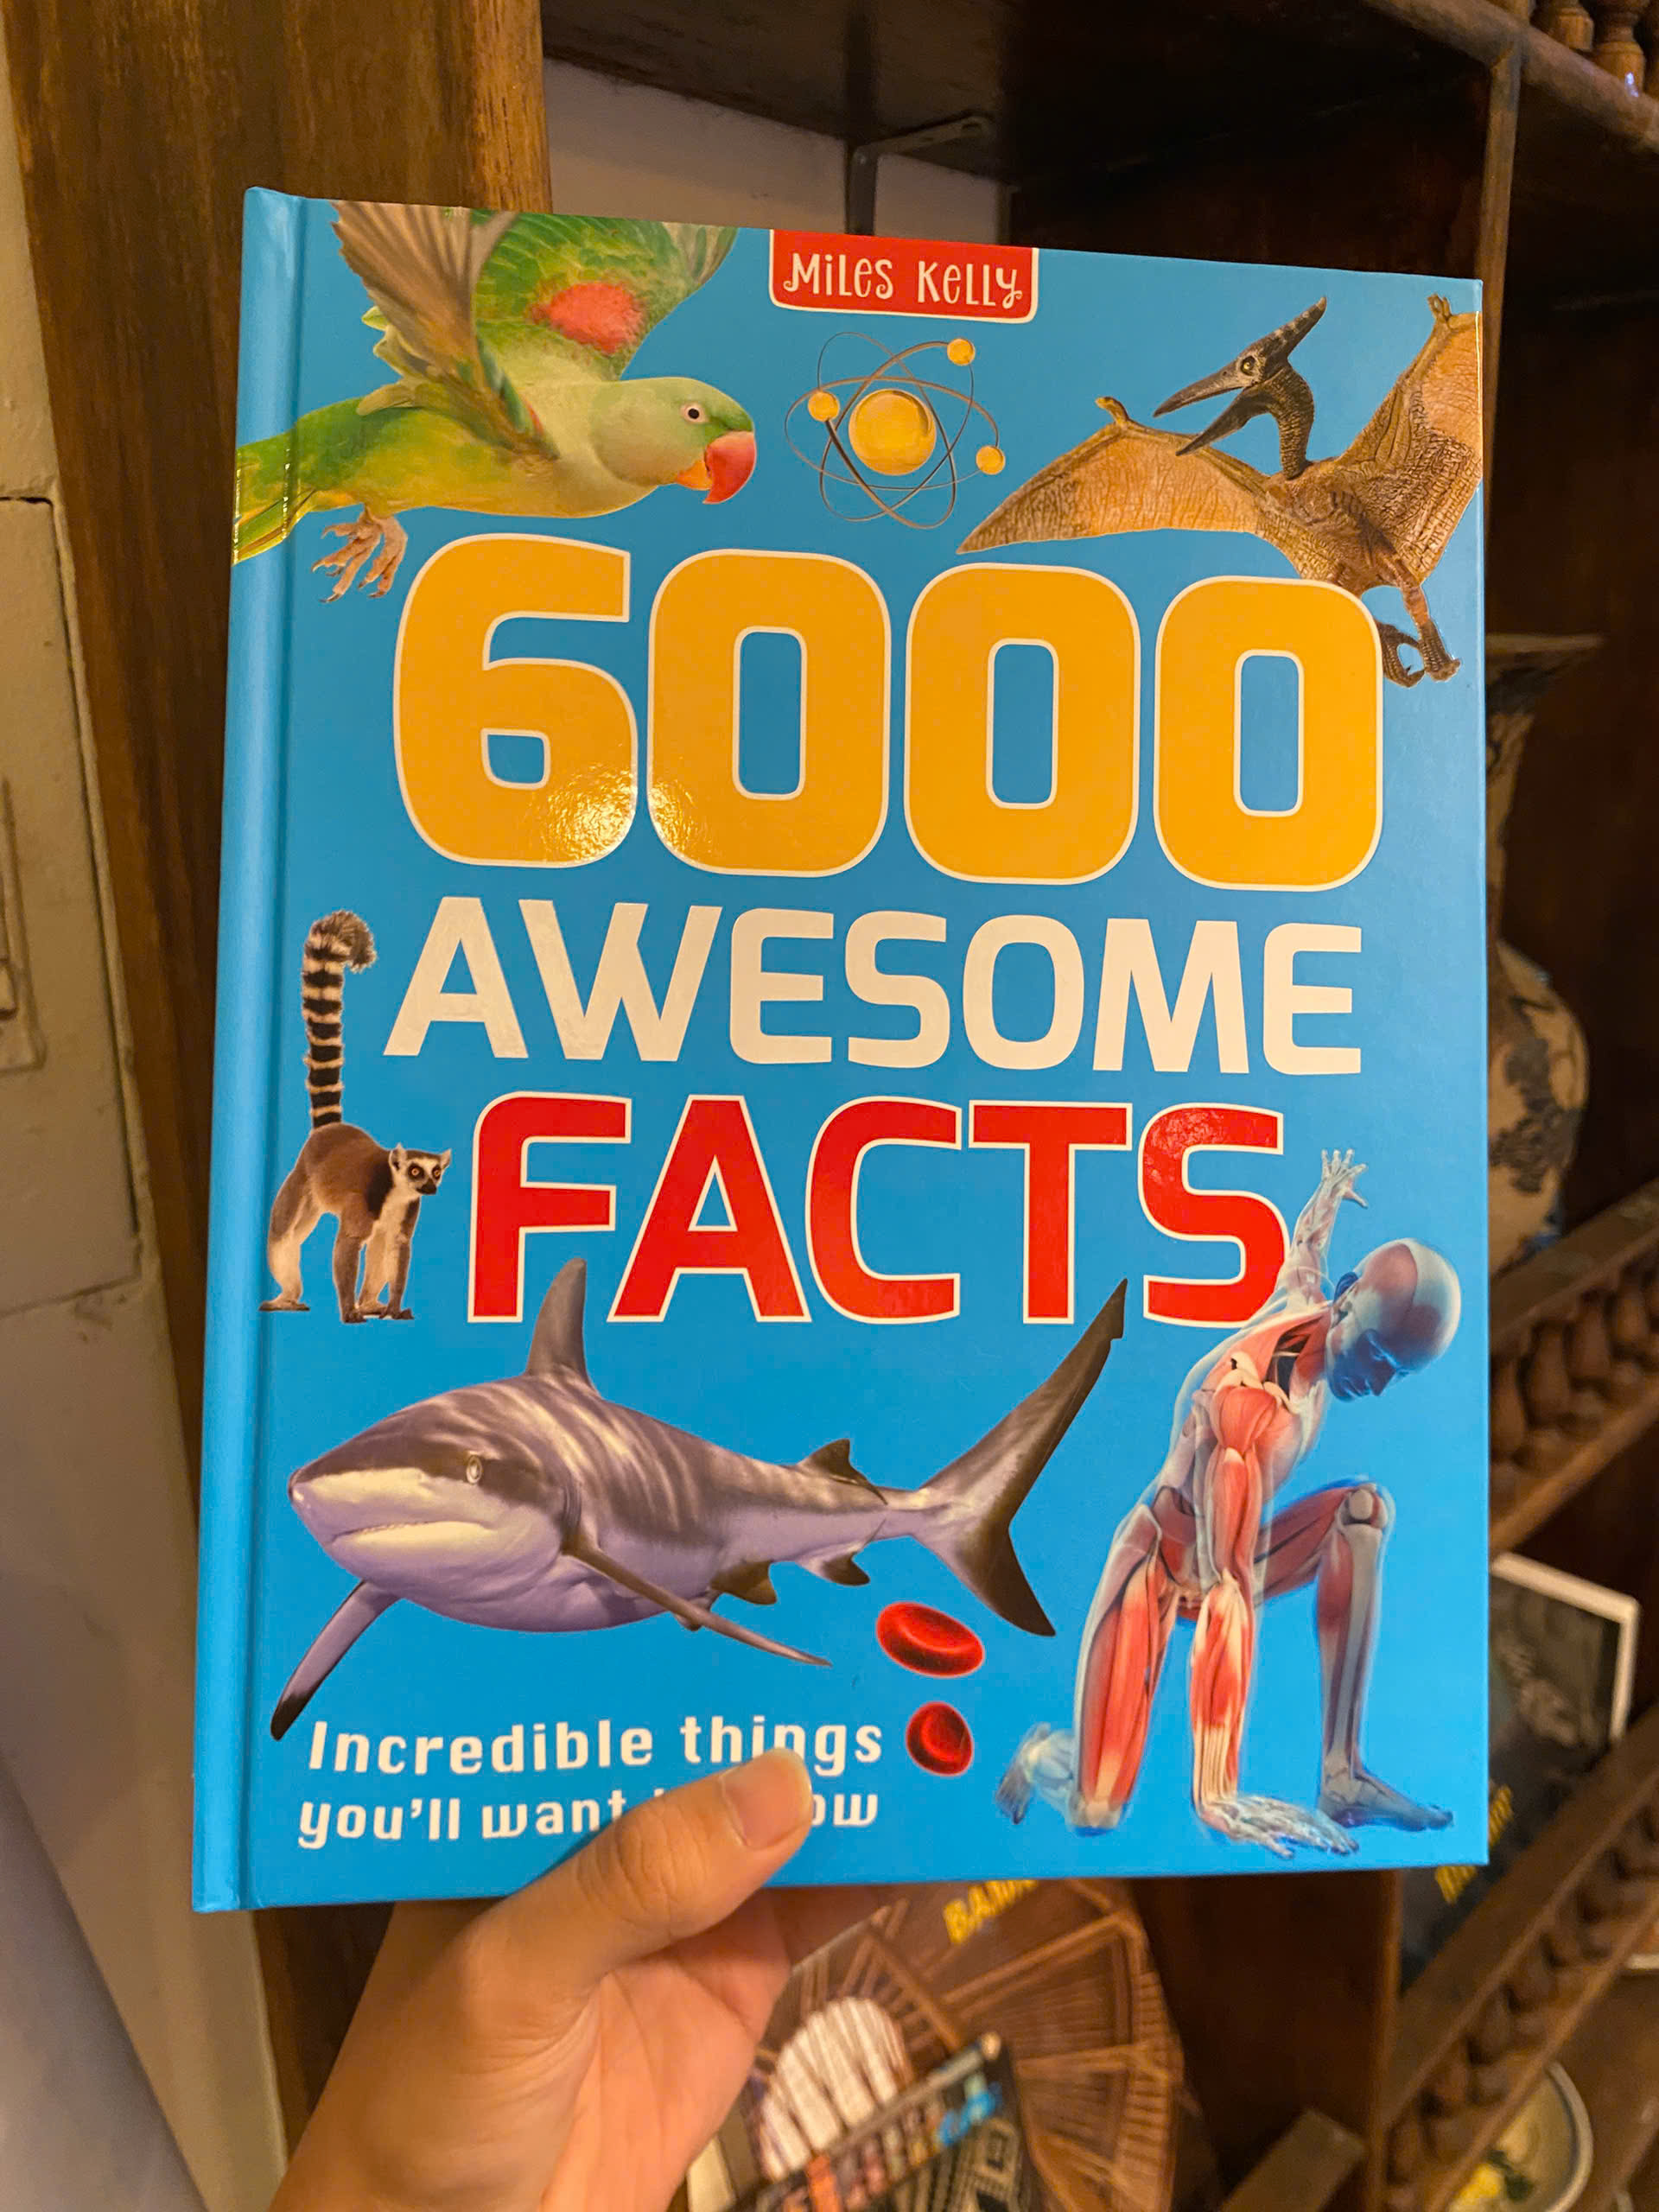 Miles Kelly
6000
AWESOME
FACTS
Incredible things
you'll want